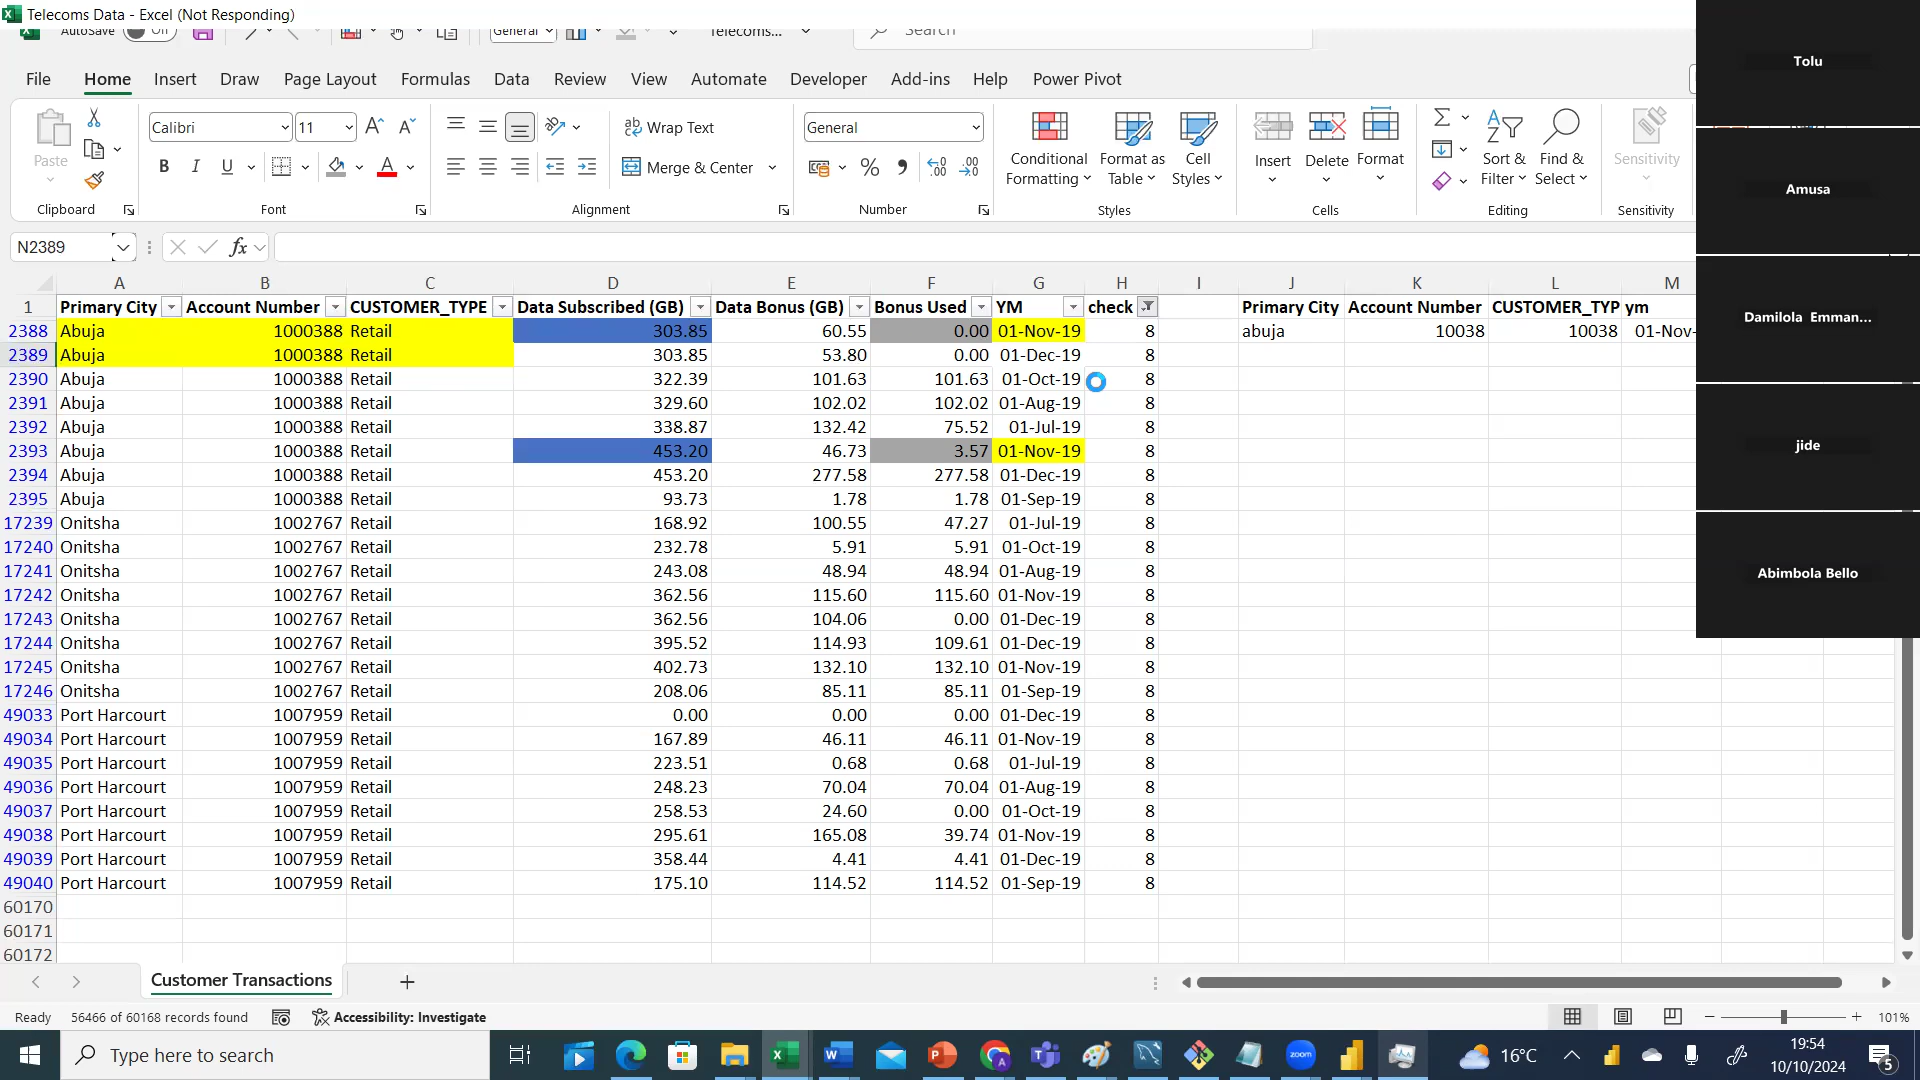 Telecoms Data - Excel (Not Responding)
AutoSave Off General Telecoms... Search
File Home Insert Draw Page Layout Formulas Data Review View Automate Developer Add-ins Help Power Pivot
Paste Calibri 11 Wrap Text General Conditional Formatting Format as Table Cell Styles Insert Delete Format Sort & Filter Find & Select Sensitivity
B I U Merge & Center
Clipboard Font Alignment Number Styles Cells Editing Sensitivity
N2389 fx
A B C D E F G H I J K L M
1 Primary City Account Number CUSTOMER_TYPE Data Subscribed (GB) Data Bonus (GB) Bonus Used YM check Primary City Account Number CUSTOMER_TYP ym
2388 Abuja 1000388 Retail 303.85 60.55 0.00 01-Nov-19 8 abuja 10038 10038 01-Nov-
2389 Abuja 1000388 Retail 303.85 53.80 0.00 01-Dec-19 8
2390 Abuja 1000388 Retail 322.39 101.63 101.63 01-Oct-19 8
2391 Abuja 1000388 Retail 329.60 102.02 102.02 01-Aug-19 8
2392 Abuja 1000388 Retail 338.87 132.42 75.52 01-Jul-19 8
2393 Abuja 1000388 Retail 453.20 46.73 3.57 01-Nov-19 8
2394 Abuja 1000388 Retail 453.20 277.58 277.58 01-Dec-19 8
2395 Abuja 1000388 Retail 93.73 1.78 1.78 01-Sep-19 8
17239 Onitsha 1002767 Retail 168.92 100.55 47.27 01-Jul-19 8
17240 Onitsha 1002767 Retail 232.78 5.91 5.91 01-Oct-19 8
17241 Onitsha 1002767 Retail 243.08 48.94 48.94 01-Aug-19 8
17242 Onitsha 1002767 Retail 362.56 115.60 115.60 01-Nov-19 8
17243 Onitsha 1002767 Retail 362.56 104.06 0.00 01-Dec-19 8
17244 Onitsha 1002767 Retail 395.52 114.93 109.61 01-Dec-19 8
17245 Onitsha 1002767 Retail 402.73 132.10 132.10 01-Nov-19 8
17246 Onitsha 1002767 Retail 208.06 85.11 85.11 01-Sep-19 8
49033 Port Harcourt 1007959 Retail 0.00 0.00 0.00 01-Dec-19 8
49034 Port Harcourt 1007959 Retail 167.89 46.11 46.11 01-Nov-19 8
49035 Port Harcourt 1007959 Retail 223.51 0.68 0.68 01-Jul-19 8
49036 Port Harcourt 1007959 Retail 248.23 70.04 70.04 01-Aug-19 8
49037 Port Harcourt 1007959 Retail 258.53 24.60 0.00 01-Oct-19 8
49038 Port Harcourt 1007959 Retail 295.61 165.08 39.74 01-Nov-19 8
49039 Port Harcourt 1007959 Retail 358.44 4.41 4.41 01-Dec-19 8
49040 Port Harcourt 1007959 Retail 175.10 114.52 114.52 01-Sep-19 8
60170
60171
60172
Customer Transactions
Ready 56466 of 60168 records found Accessibility: Investigate 101%
Type here to search zoom 16°C 19:54
10/10/2024 5
Tolu
Amusa
Damilola Emman...
jide
Abimbola Bello